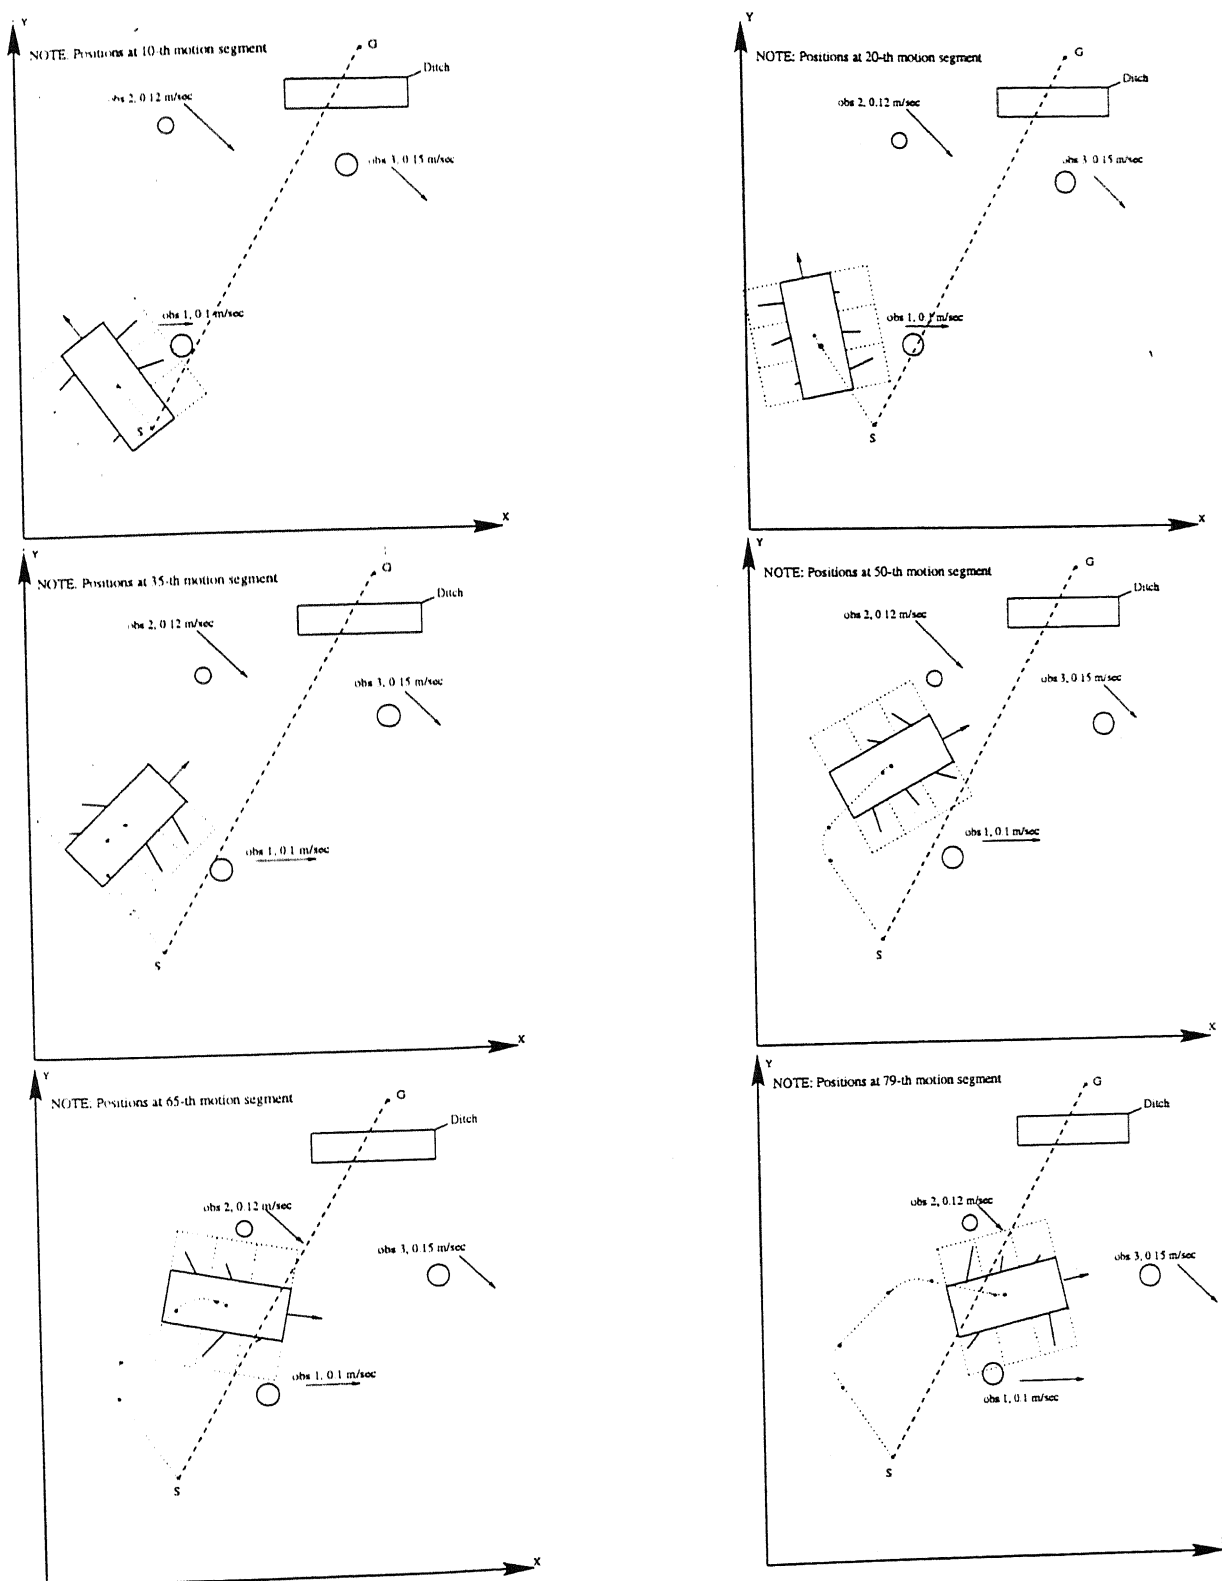 Y
NOTE. Positions at 10-th motion segment
G
Ditch
obs 2, 0.12 m/sec
obs 3, 0.15 m/sec
obs 1, 0.1 m/sec
S
X
Y
NOTE: Positions at 20-th motion segment
G
Ditch
obs 2, 0.12 m/sec
obs 3, 0.15 m/sec
obs 1, 0.1 m/sec
S
X
Y
NOTE. Positions at 35-th motion segment
G
Ditch
obs 2, 0.12 m/sec
obs 3, 0.15 m/sec
obs 1, 0.1 m/sec
S
X
Y
NOTE: Positions at 50-th motion segment
G
Ditch
obs 2, 0.12 m/sec
obs 3, 0.15 m/sec
obs 1, 0.1 m/sec
S
X
Y
NOTE. Positions at 65-th motion segment
G
Ditch
obs 2, 0.12 m/sec
obs 3, 0.15 m/sec
obs 1, 0.1 m/sec
S
X
Y
NOTE: Positions at 79-th motion segment
G
Ditch
obs 2, 0.12 m/sec
obs 3, 0.15 m/sec
obs 1, 0.1 m/sec
S